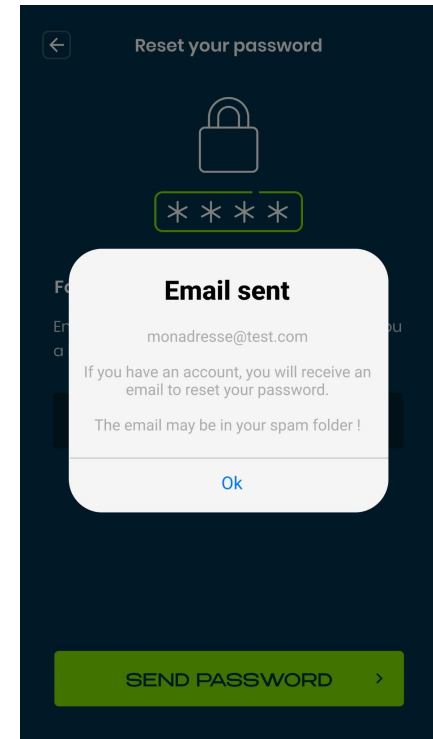 Reset your password
* * * *
Email sent
monadresse@test.com
If you have an account, you will receive an
email to reset your password.
The email may be in your spam folder !
Ok
SEND PASSWORD >